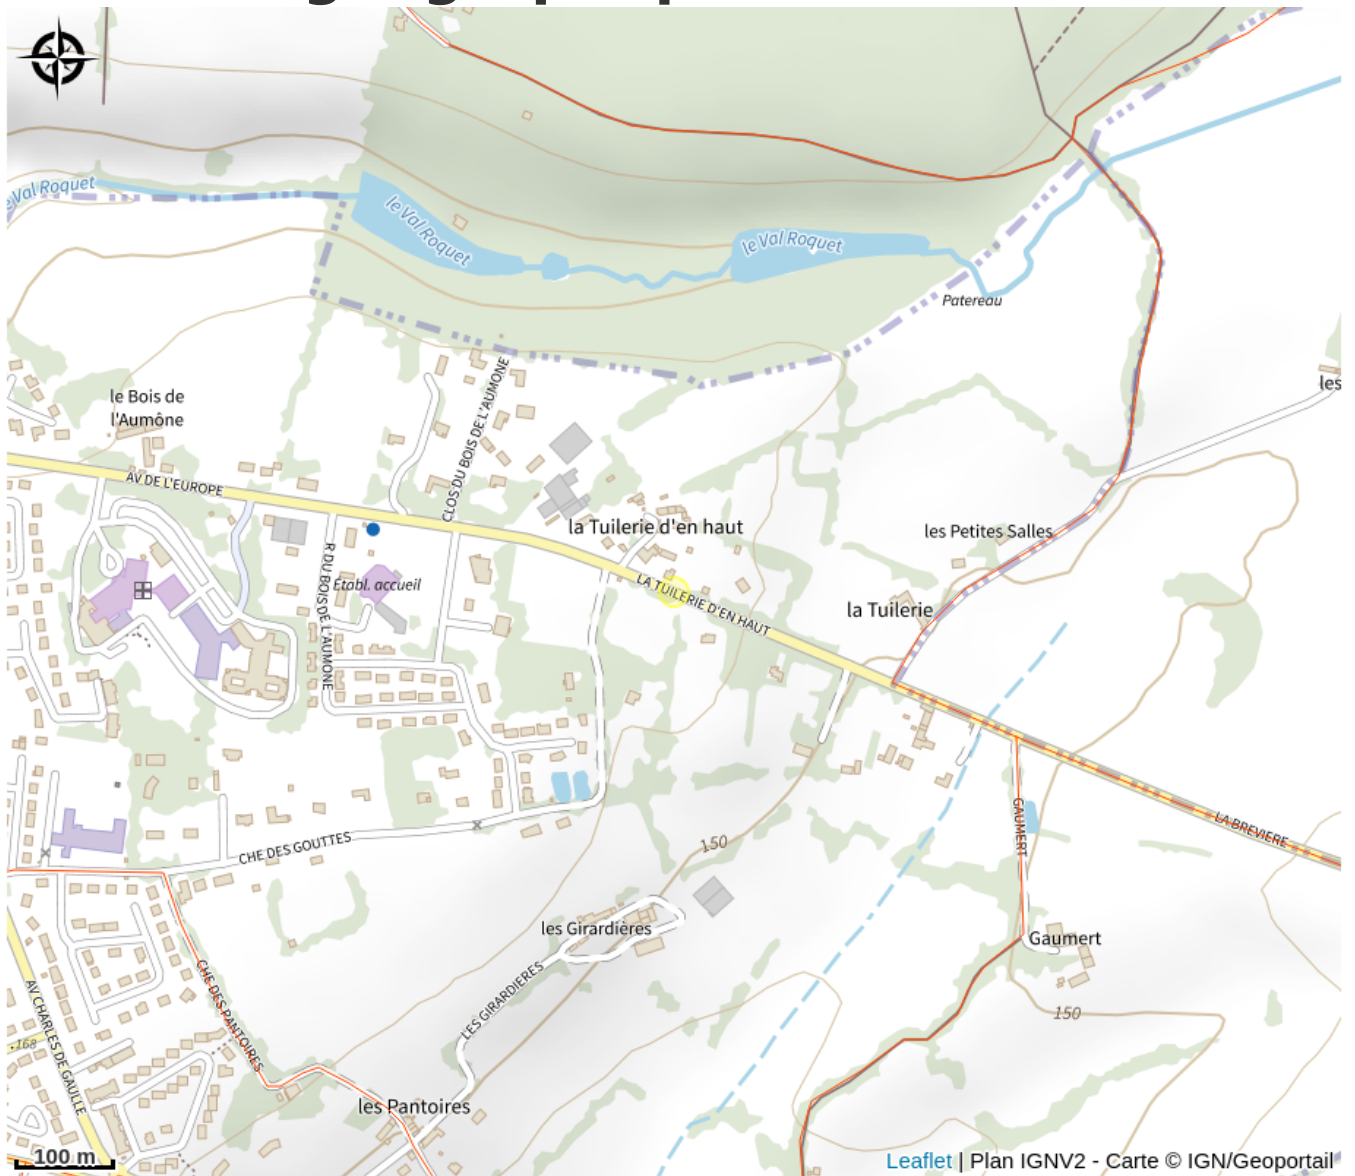 le Val Roquet
le Val Roquet
le Val Roquet
Patereau
les
le Bois de
l'Aumône
AV DE L'EUROPE
CLOS DU BOIS DE L'AUMONE
la Tuilerie d'en haut
les Petites Salles
R DU BOIS DE L'AUMONE
Établ. accueil
LA TUILERIE D'EN HAUT
la Tuilerie
GAUMERT
LA BREVIERE
CHE DES GOUTTES
150
les Girardières
Gaumert
CHE DES PANTOIRES
LES GIRARDIERES
AV CHARLES DE GAULLE
150
168
les Pantoires
100 m
Leaflet | Plan IGNV2 - Carte © IGN/Geoportail